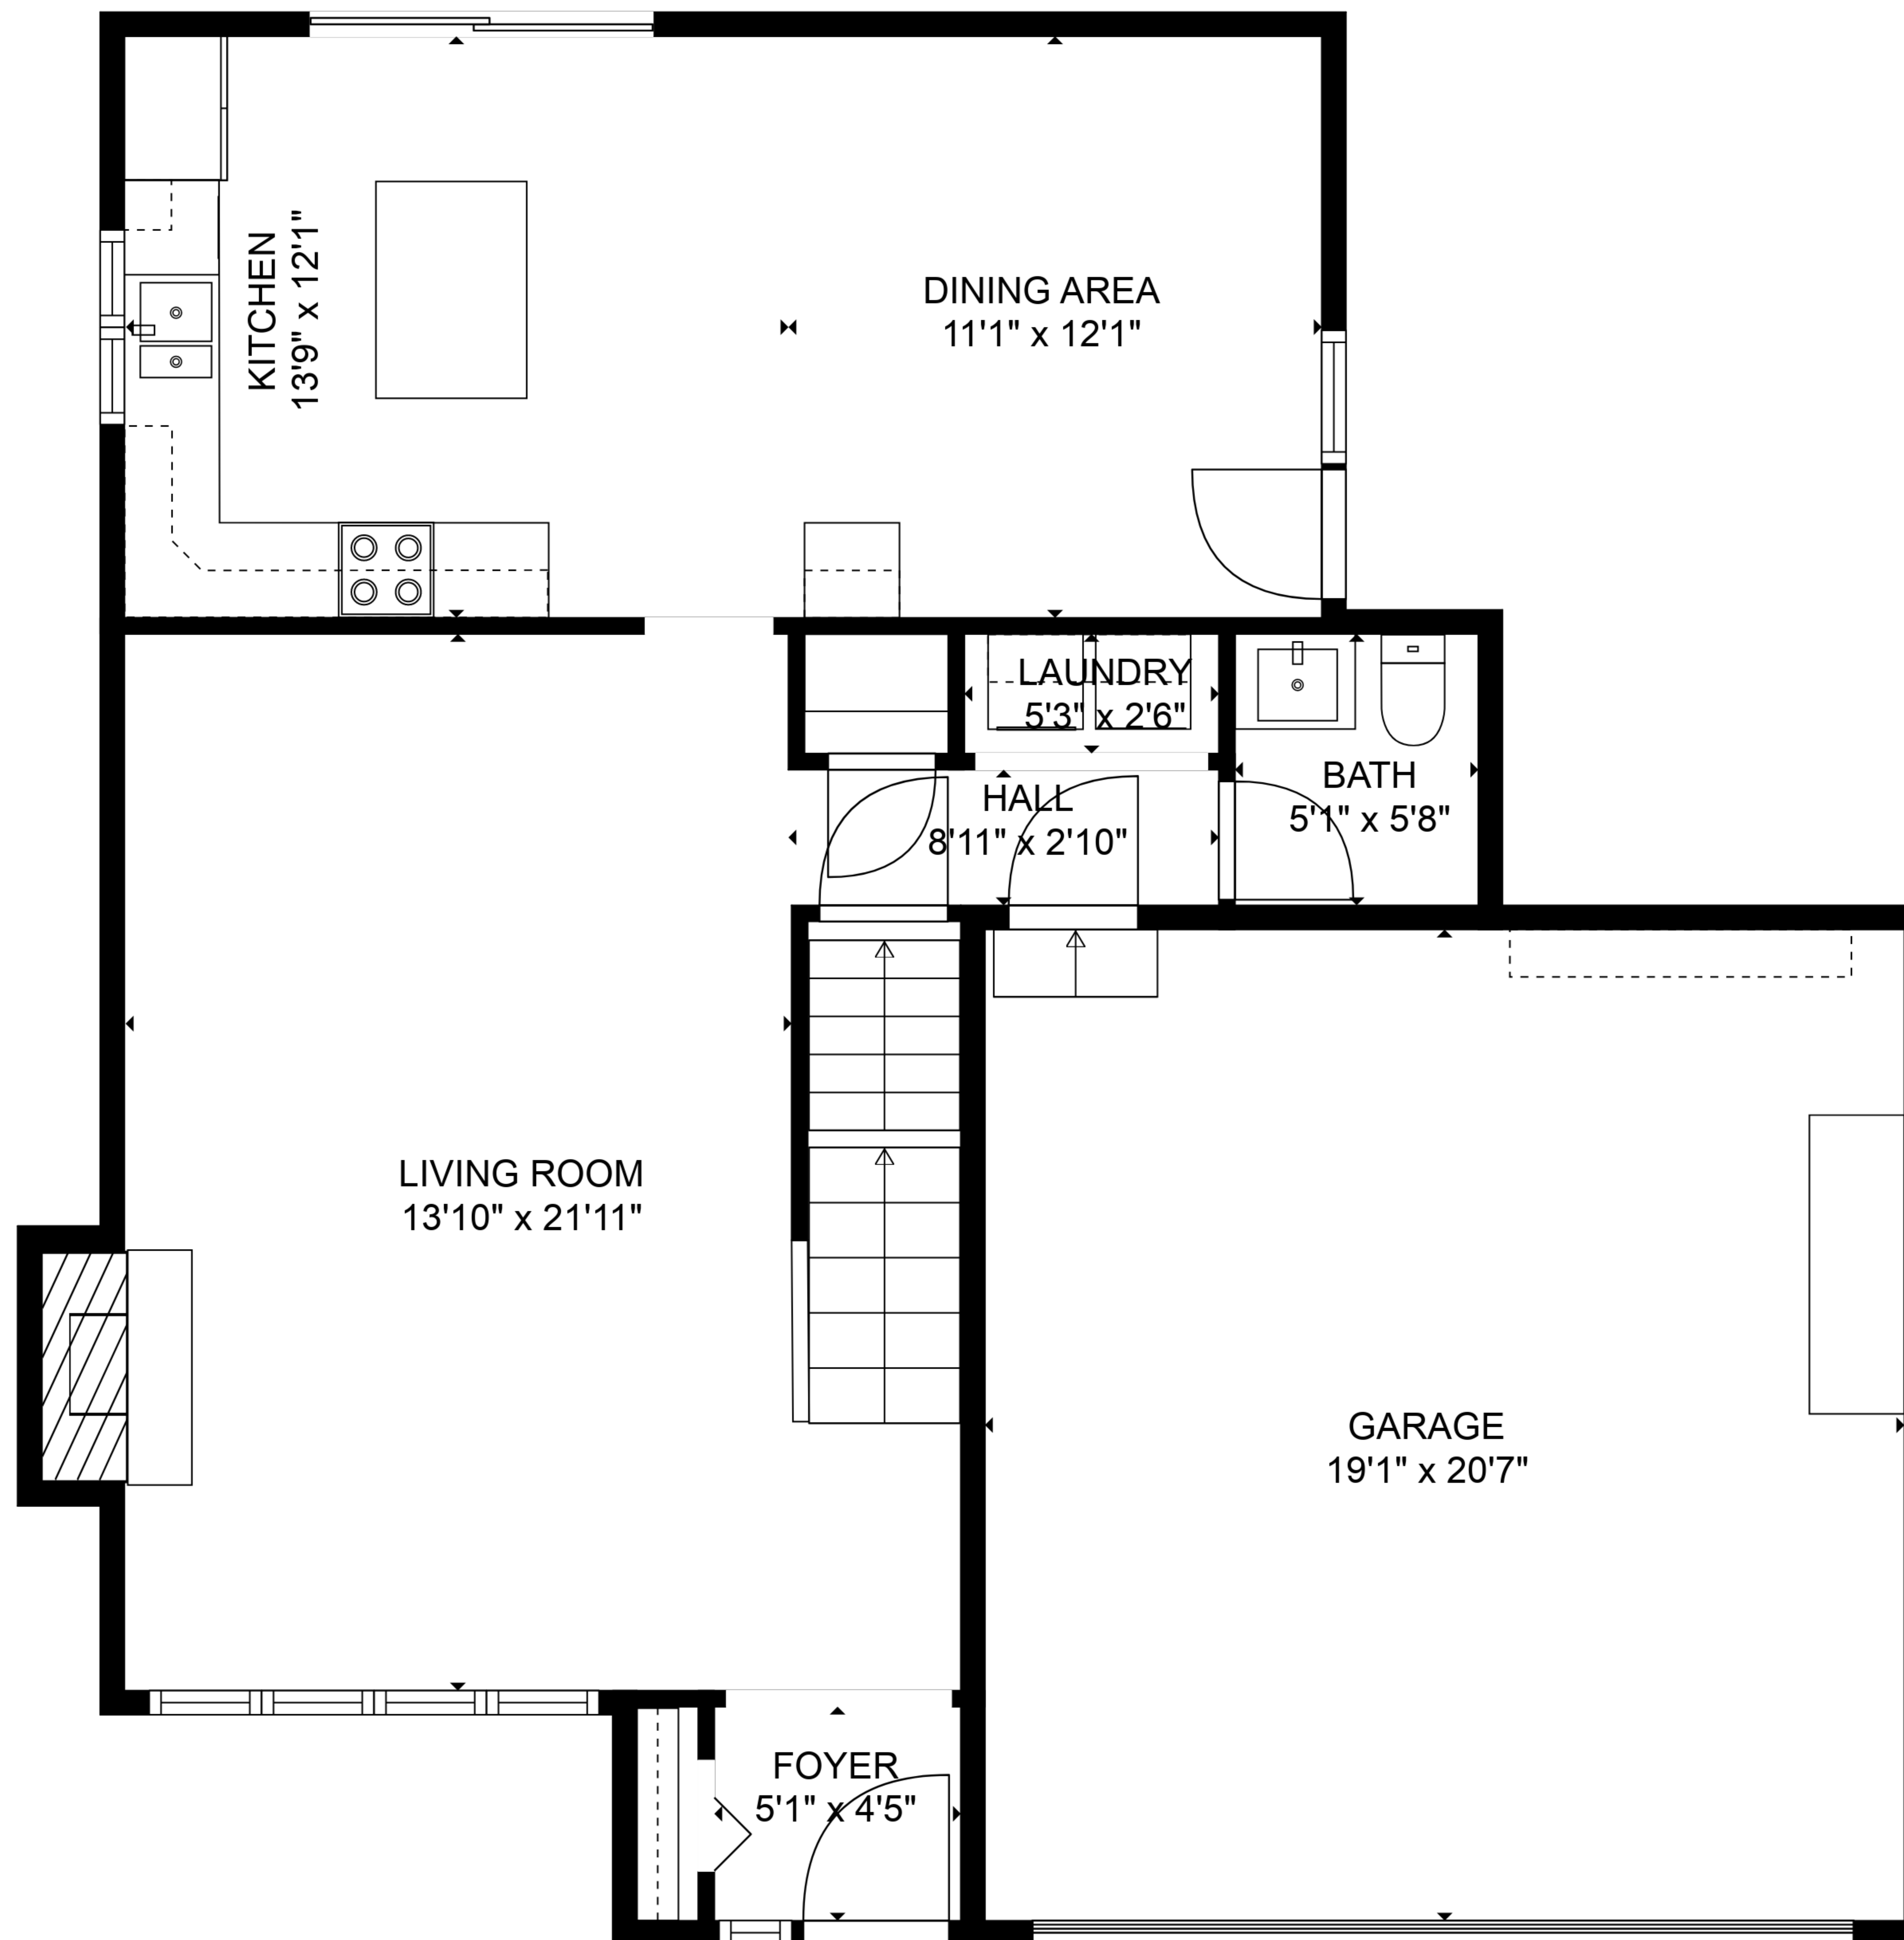 KITCHEN
13'9" x 12'1"
DINING AREA
11'1" x 12'1"
LAUNDRY
5'3" x 2'6"
BATH
5'1" x 5'8"
HALL
8'11" x 2'10"
LIVING ROOM
13'10" x 21'11"
GARAGE
19'1" x 20'7"
FOYER
5'1" x 4'5"